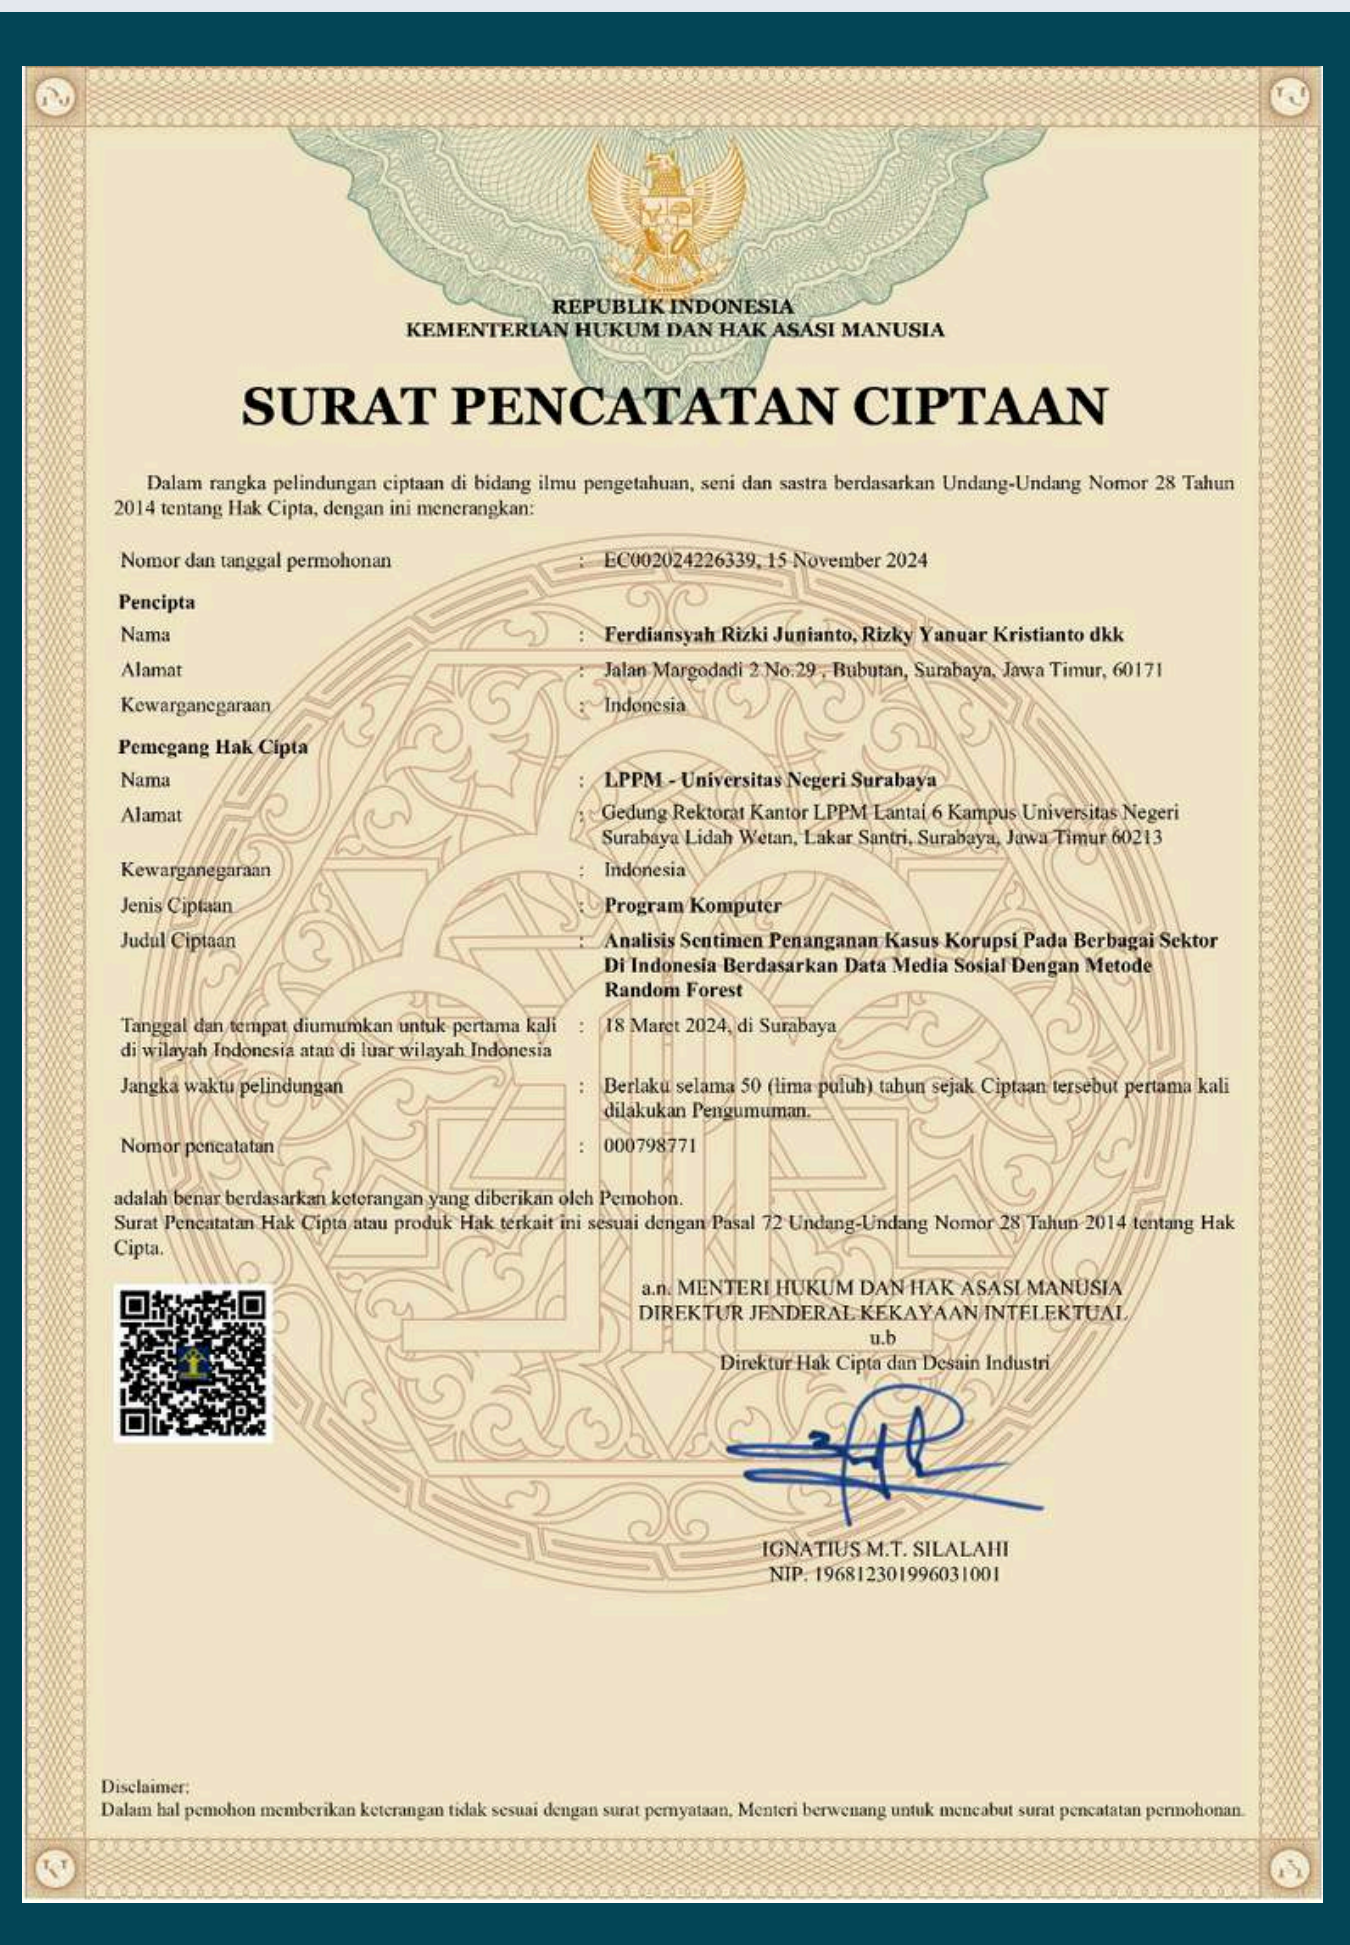 REPUBLIK INDONESIA
KEMENTERIAN HUKUM DAN HAK ASASI MANUSIA
SURAT PENCATATAN CIPTAAN
Dalam rangka pelindungan ciptaan di bidang ilmu pengetahuan, seni dan sastra berdasarkan Undang-Undang Nomor 28 Tahun
2014 tentang Hak Cipta, dengan ini menerangkan:
Nomor dan tanggal permohonan : EC002024226339, 15 November 2024
Pencipta
Nama : Ferdiansyah Rizki Junianto, Rizky Yanuar Kristianto dkk
Alamat : Jalan Margodadi 2 No.29 , Bubutan, Surabaya, Jawa Timur, 60171
Kewarganegaraan : Indonesia
Pemegang Hak Cipta
Nama : LPPM - Universitas Negeri Surabaya
Alamat : Gedung Rektorat Kantor LPPM Lantai 6 Kampus Universitas Negeri
Surabaya Lidah Wetan, Lakar Santri, Surabaya, Jawa Timur 60213
Kewarganegaraan : Indonesia
Jenis Ciptaan : Program Komputer
Judul Ciptaan : Analisis Sentimen Penanganan Kasus Korupsi Pada Berbagai Sektor
Di Indonesia Berdasarkan Data Media Sosial Dengan Metode
Random Forest
Tanggal dan tempat diumumkan untuk pertama kali : 18 Maret 2024, di Surabaya
di wilayah Indonesia atau di luar wilayah Indonesia
Jangka waktu pelindungan : Berlaku selama 50 (lima puluh) tahun sejak Ciptaan tersebut pertama kali
dilakukan Pengumuman.
Nomor pencatatan : 000798771
adalah benar berdasarkan keterangan yang diberikan oleh Pemohon.
Surat Pencatatan Hak Cipta atau produk Hak terkait ini sesuai dengan Pasal 72 Undang-Undang Nomor 28 Tahun 2014 tentang Hak
Cipta.
a.n. MENTERI HUKUM DAN HAK ASASI MANUSIA
DIREKTUR JENDERAL KEKAYAAN INTELEKTUAL
u.b
Direktur Hak Cipta dan Desain Industri
IGNATIUS M.T. SILALAHI
NIP. 196812301996031001
Disclaimer:
Dalam hal pemohon memberikan keterangan tidak sesuai dengan surat pernyataan, Menteri berwenang untuk mencabut surat pencatatan permohonan.